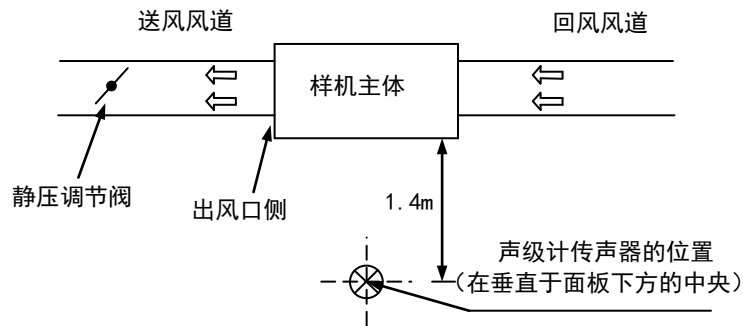 送风风道
回风风道
样机主体
静压调节阀
出风口侧
1.4m
声级计传声器的位置
（在垂直于面板下方的中央）